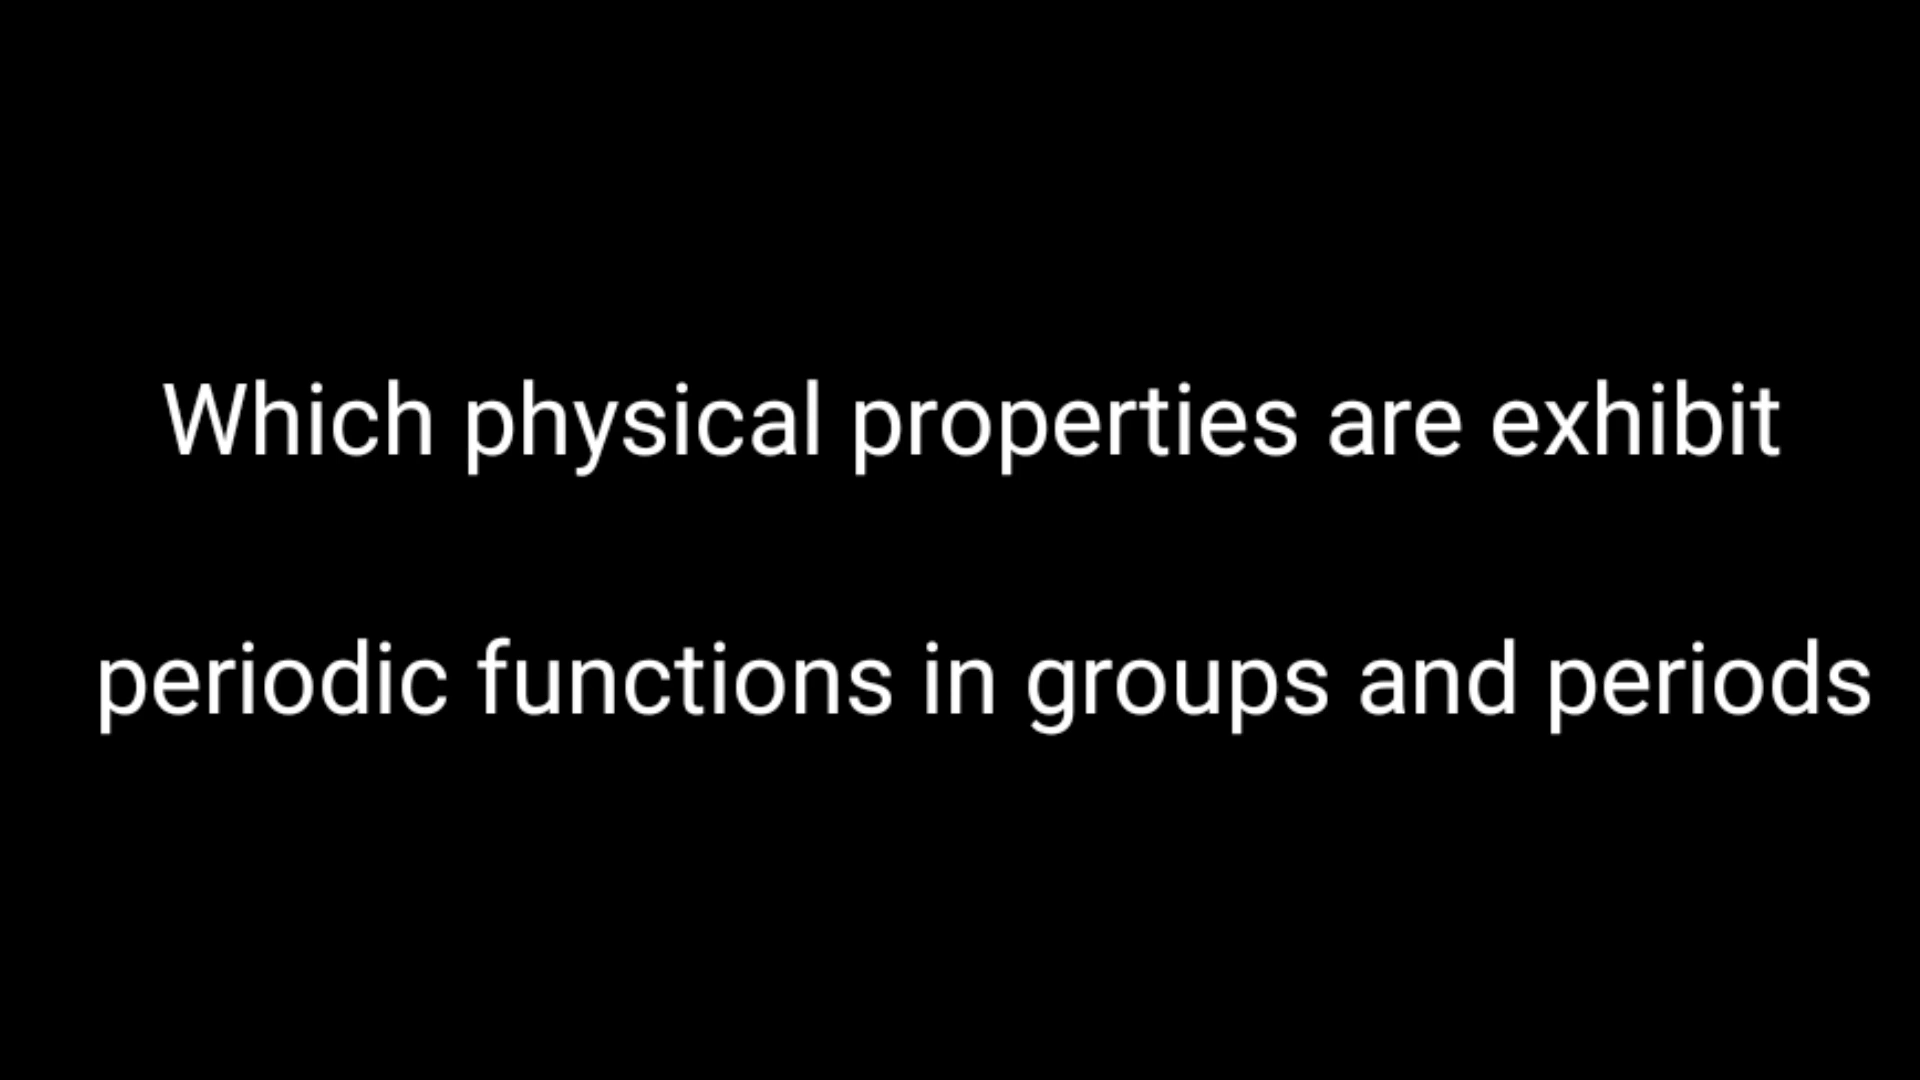 Which physical properties are exhibit
periodic functions in groups and periods